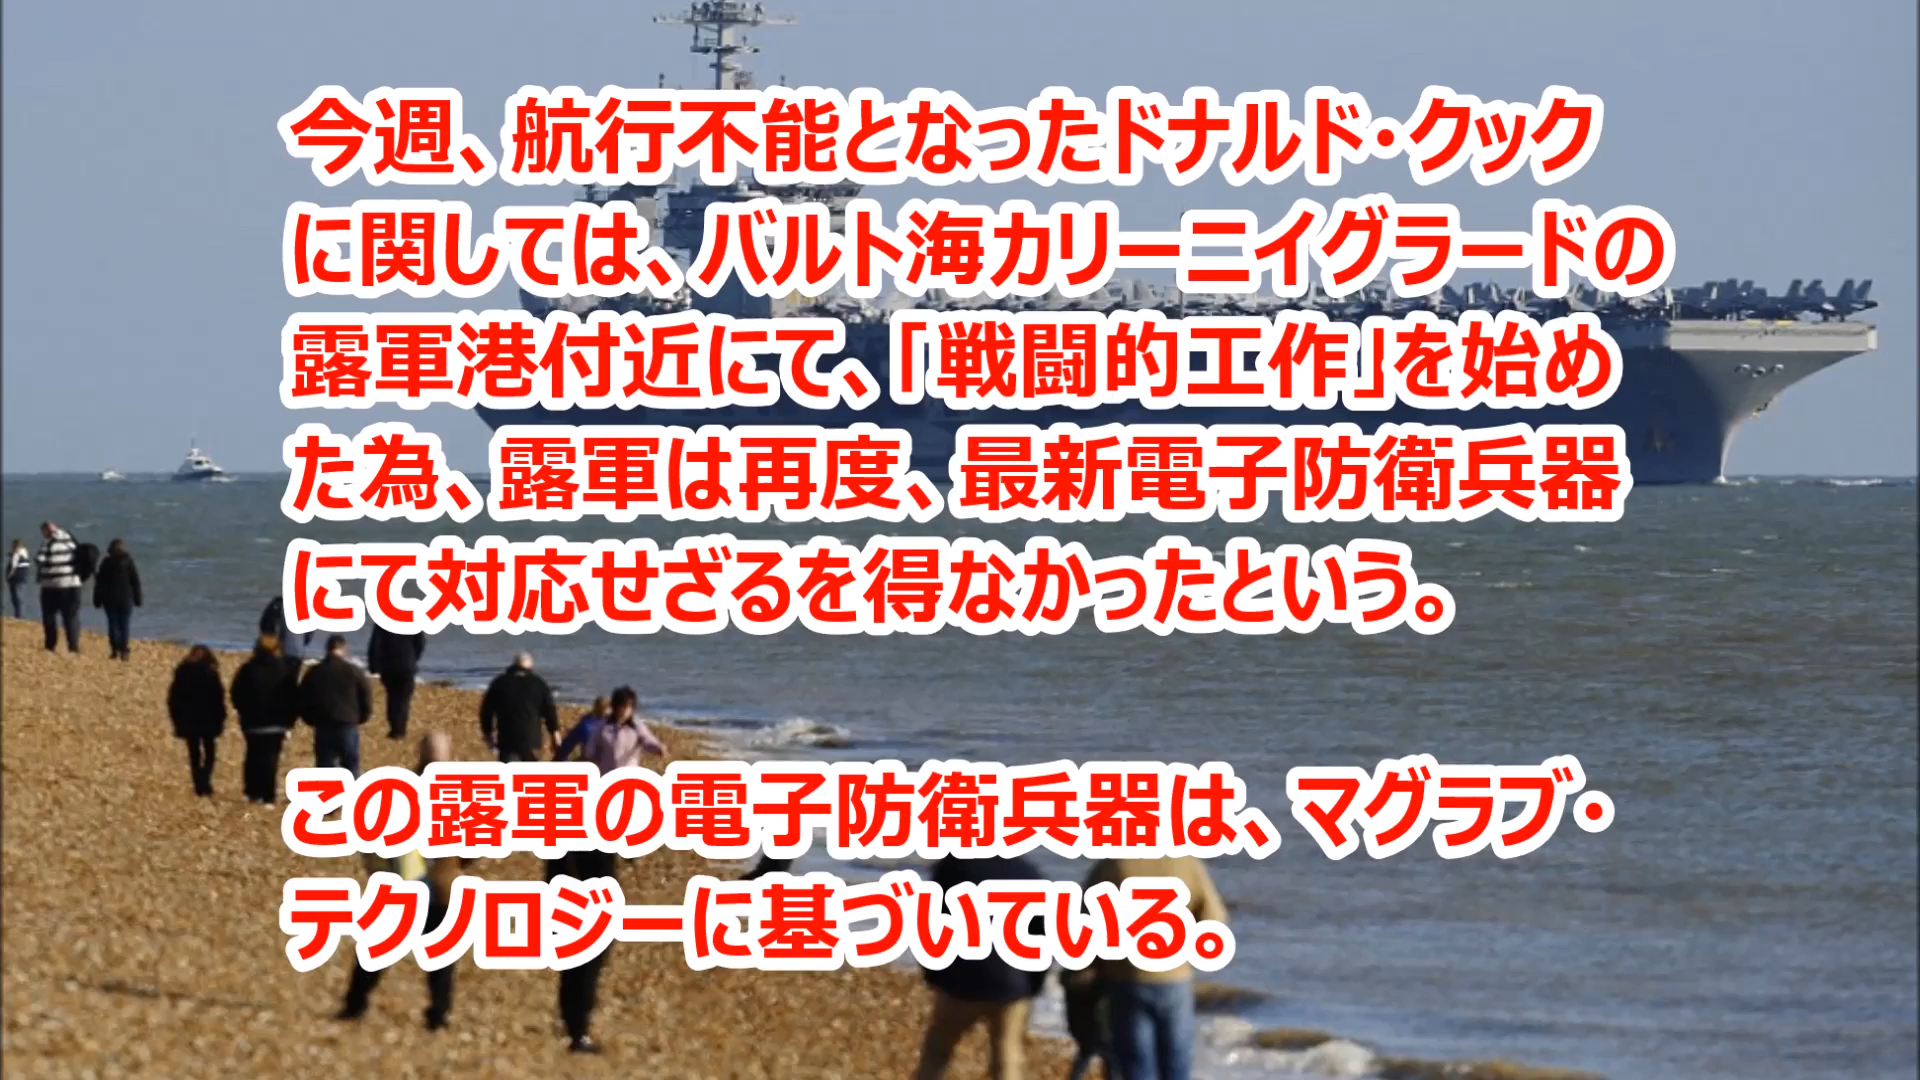 今週、航行不能となったドナルド・クック
に関しては、バルト海カリーニイグラードの
露軍港付近にて、「戦闘的工作」を始め
た為、露軍は再度、最新電子防衛兵器
にて対応せざるを得なかったという。
この露軍の電子防衛兵器は、マグラブ・
テクノロジーに基づいている。